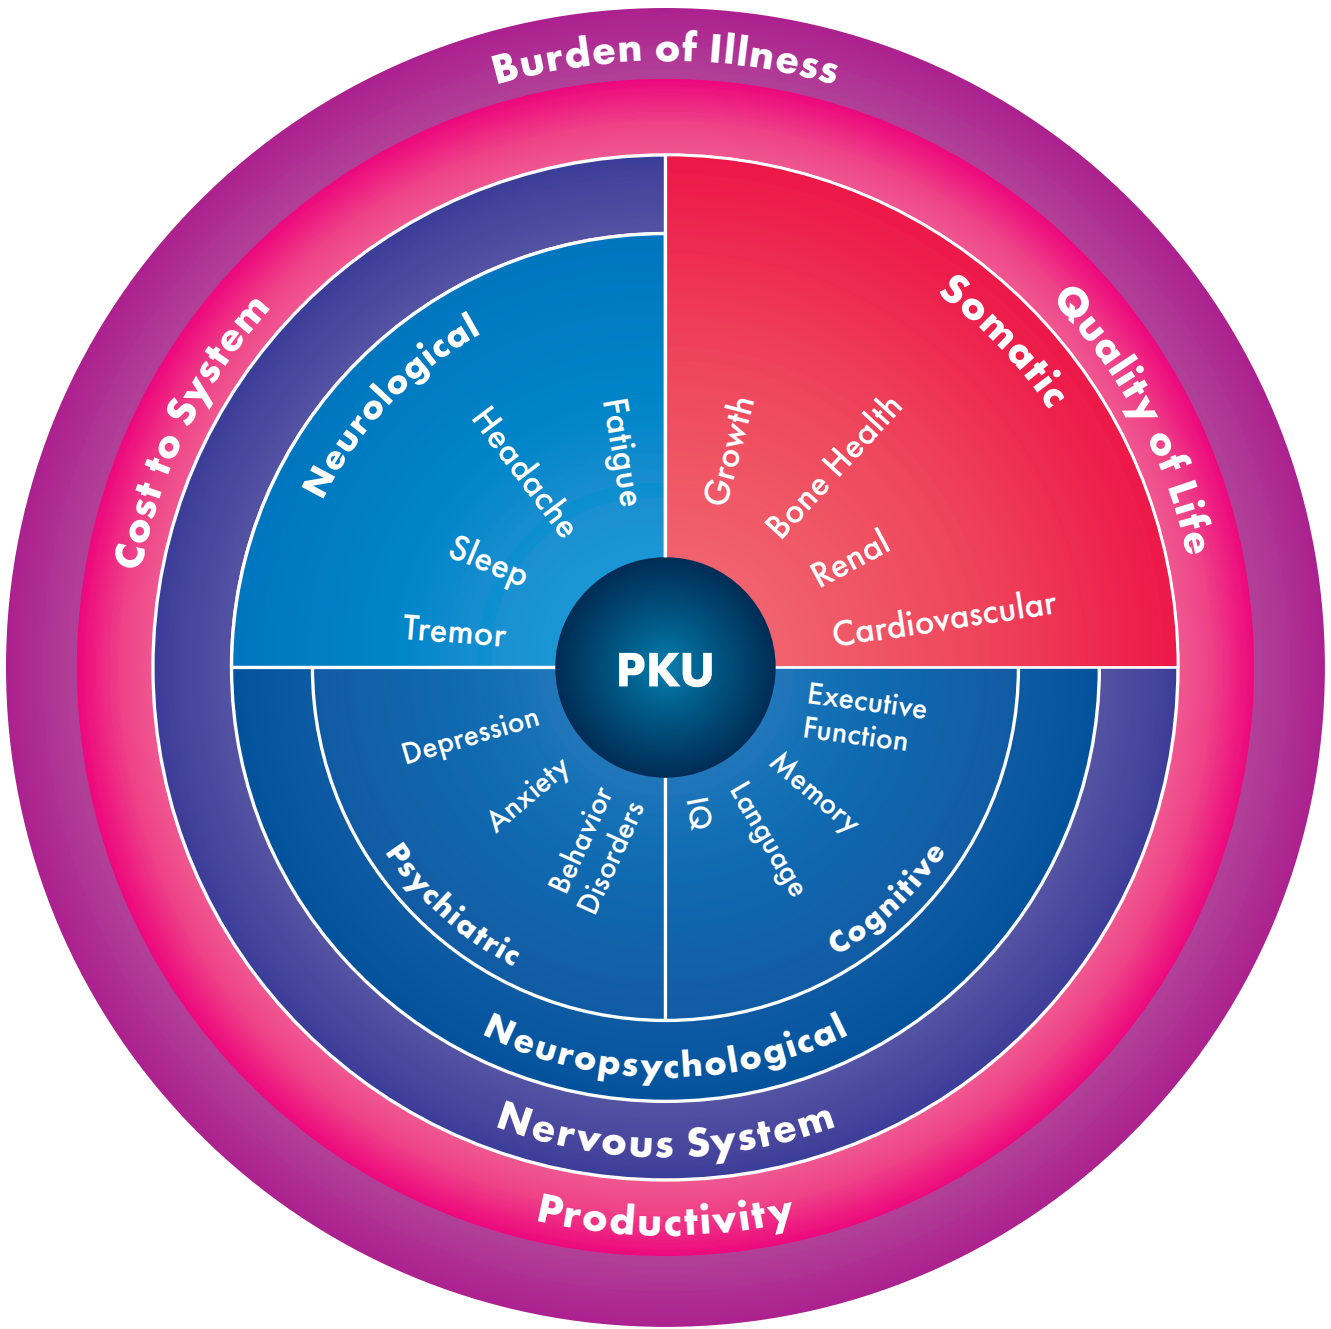 Burden of Illness
Cost to System
Quality of Life
Productivity
Nervous System
Neurological
Fatigue
Headache
Sleep
Tremor
Somatic
Growth
Bone Health
Renal
Cardiovascular
PKU
Neuropsychological
Psychiatric
Depression
Anxiety
Behavior
Disorders
Cognitive
Executive
Function
Memory
Language
IQ